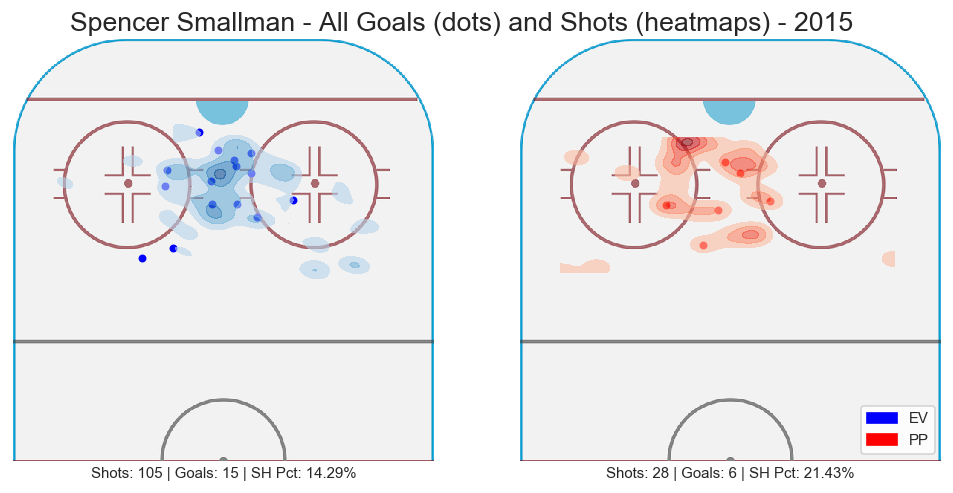 Spencer Smallman - All Goals (dots) and Shots (heatmaps) - 2015
EV
PP
Shots: 105 | Goals: 15 | SH Pct: 14.29%
Shots: 28 | Goals: 6 | SH Pct: 21.43%